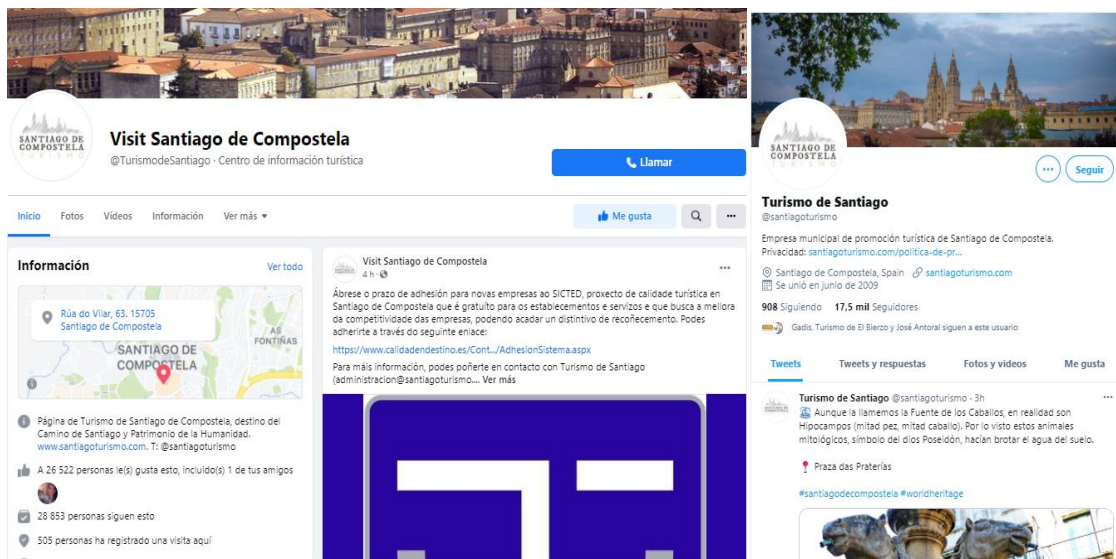 SANTIAGO DE
COMPOSTELA
TURISMO
Visit Santiago de Compostela
@TurismodeSantiago · Centro de información turística
Llamar
Inicio Fotos Vídeos Información Ver más
Me gusta
Información Ver todo
Rúa do Vilar, 63. 15705
Santiago de Compostela
AS
FONTIÑAS
SANTIAGO DE
COMPOSTELA
Página de Turismo de Santiago de Compostela, destino del
Camino de Santiago y Patrimonio de la Humanidad.
www.santiagoturismo.com. T: @santiagoturismo
A 26 522 personas le(s) gusta esto, incluido(s) 1 de tus amigos
28 853 personas siguen esto
505 personas ha registrado una visita aquí
Visit Santiago de Compostela
4 h ·
Ábrese o prazo de adhesión para novas empresas ao SICTED, proxecto de calidade turística en
Santiago de Compostela que é gratuíto para os establecementos e servizos e que busca a mellora
da competitividade das empresas, podendo acadar un distintivo de recoñecemento. Podes
adherirte a través do seguinte enlace:
https://www.calidadendestino.es/Cont.../AdhesionSistema.aspx
Para máis información, podes poñerte en contacto con Turismo de Santiago
(administracion@santiagoturismo.... Ver más
SANTIAGO DE
COMPOSTELA
TURISMO
Seguir
Turismo de Santiago
@santiagoturismo
Empresa municipal de promoción turística de Santiago de Compostela.
Privacidad: santiagoturismo.com/politica-de-pr...
Santiago de Compostela, Spain santiagoturismo.com
Se unió en junio de 2009
908 Siguiendo 17,5 mil Seguidores
Gadis, Turismo de El Bierzo y José Antoral siguen a este usuario
Tweets Tweets y respuestas Fotos y vídeos Me gusta
Turismo de Santiago @santiagoturismo · 3h
Aunque la llamemos la Fuente de los Caballos, en realidad son
Hipocampos (mitad pez, mitad caballo). Por lo visto estos animales
mitológicos, símbolo del dios Poseidón, hacían brotar el agua del suelo.
Praza das Praterías
#santiagodecompostela #worldheritage